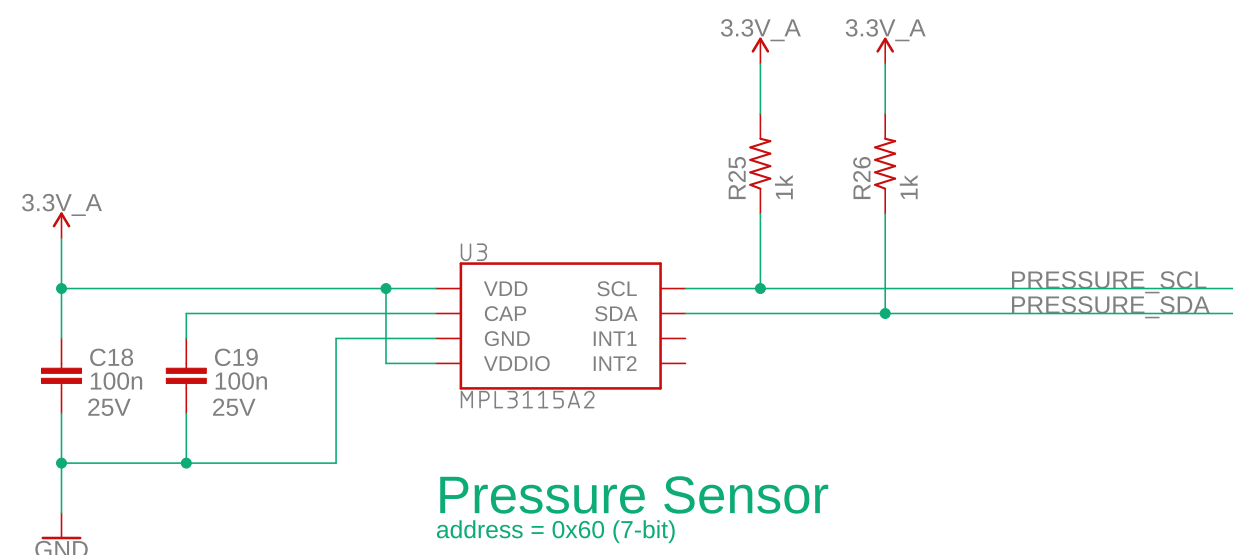 3.3V_A
3.3V_A
R25
1k
R26
1k
3.3V_A
U3
VDD
SCL
CAP
SDA
GND
INT1
VDDIO
INT2
MPL3115A2
PRESSURE_SCL
PRESSURE_SDA
C18
100n
25V
C19
100n
25V
Pressure Sensor
address = 0x60 (7-bit)
GND